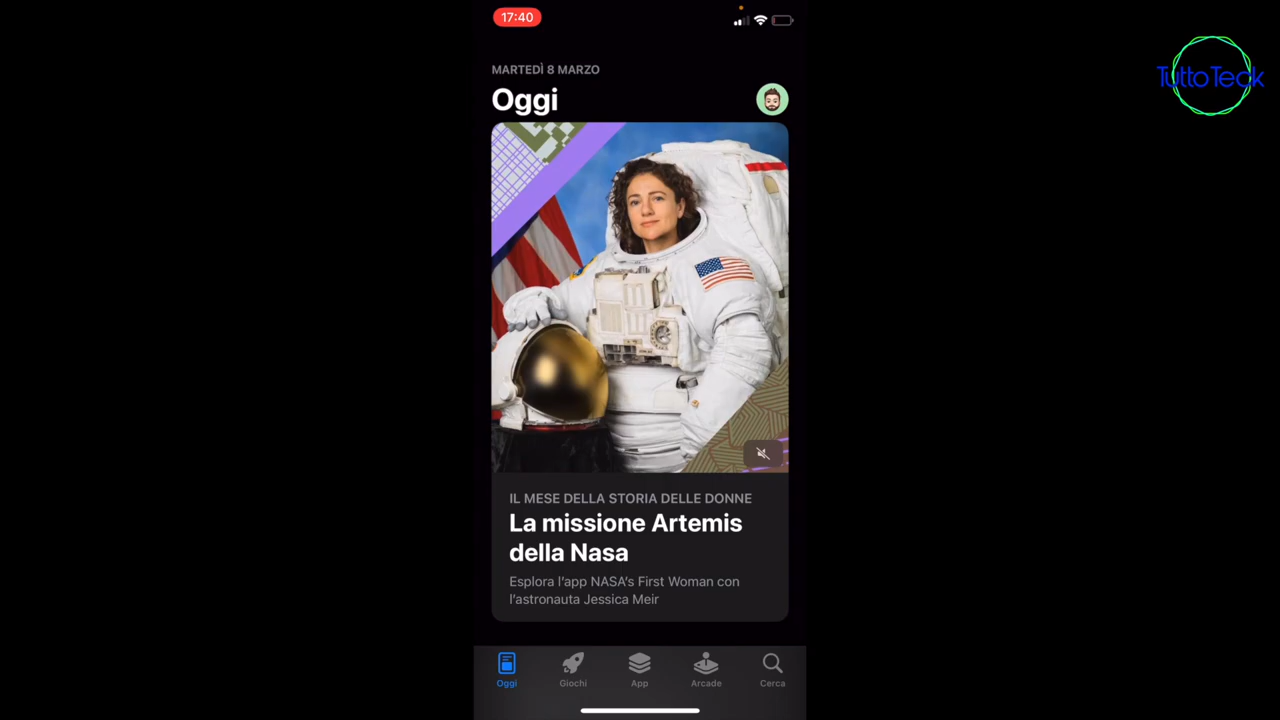 17:40
MARTEDÌ 8 MARZO
Oggi
TuttoTeck
IL MESE DELLA STORIA DELLE DONNE
La missione Artemis
della Nasa
Esplora l'app NASA's First Woman con
l'astronauta Jessica Meir
Oggi
Giochi
App
Arcade
Cerca